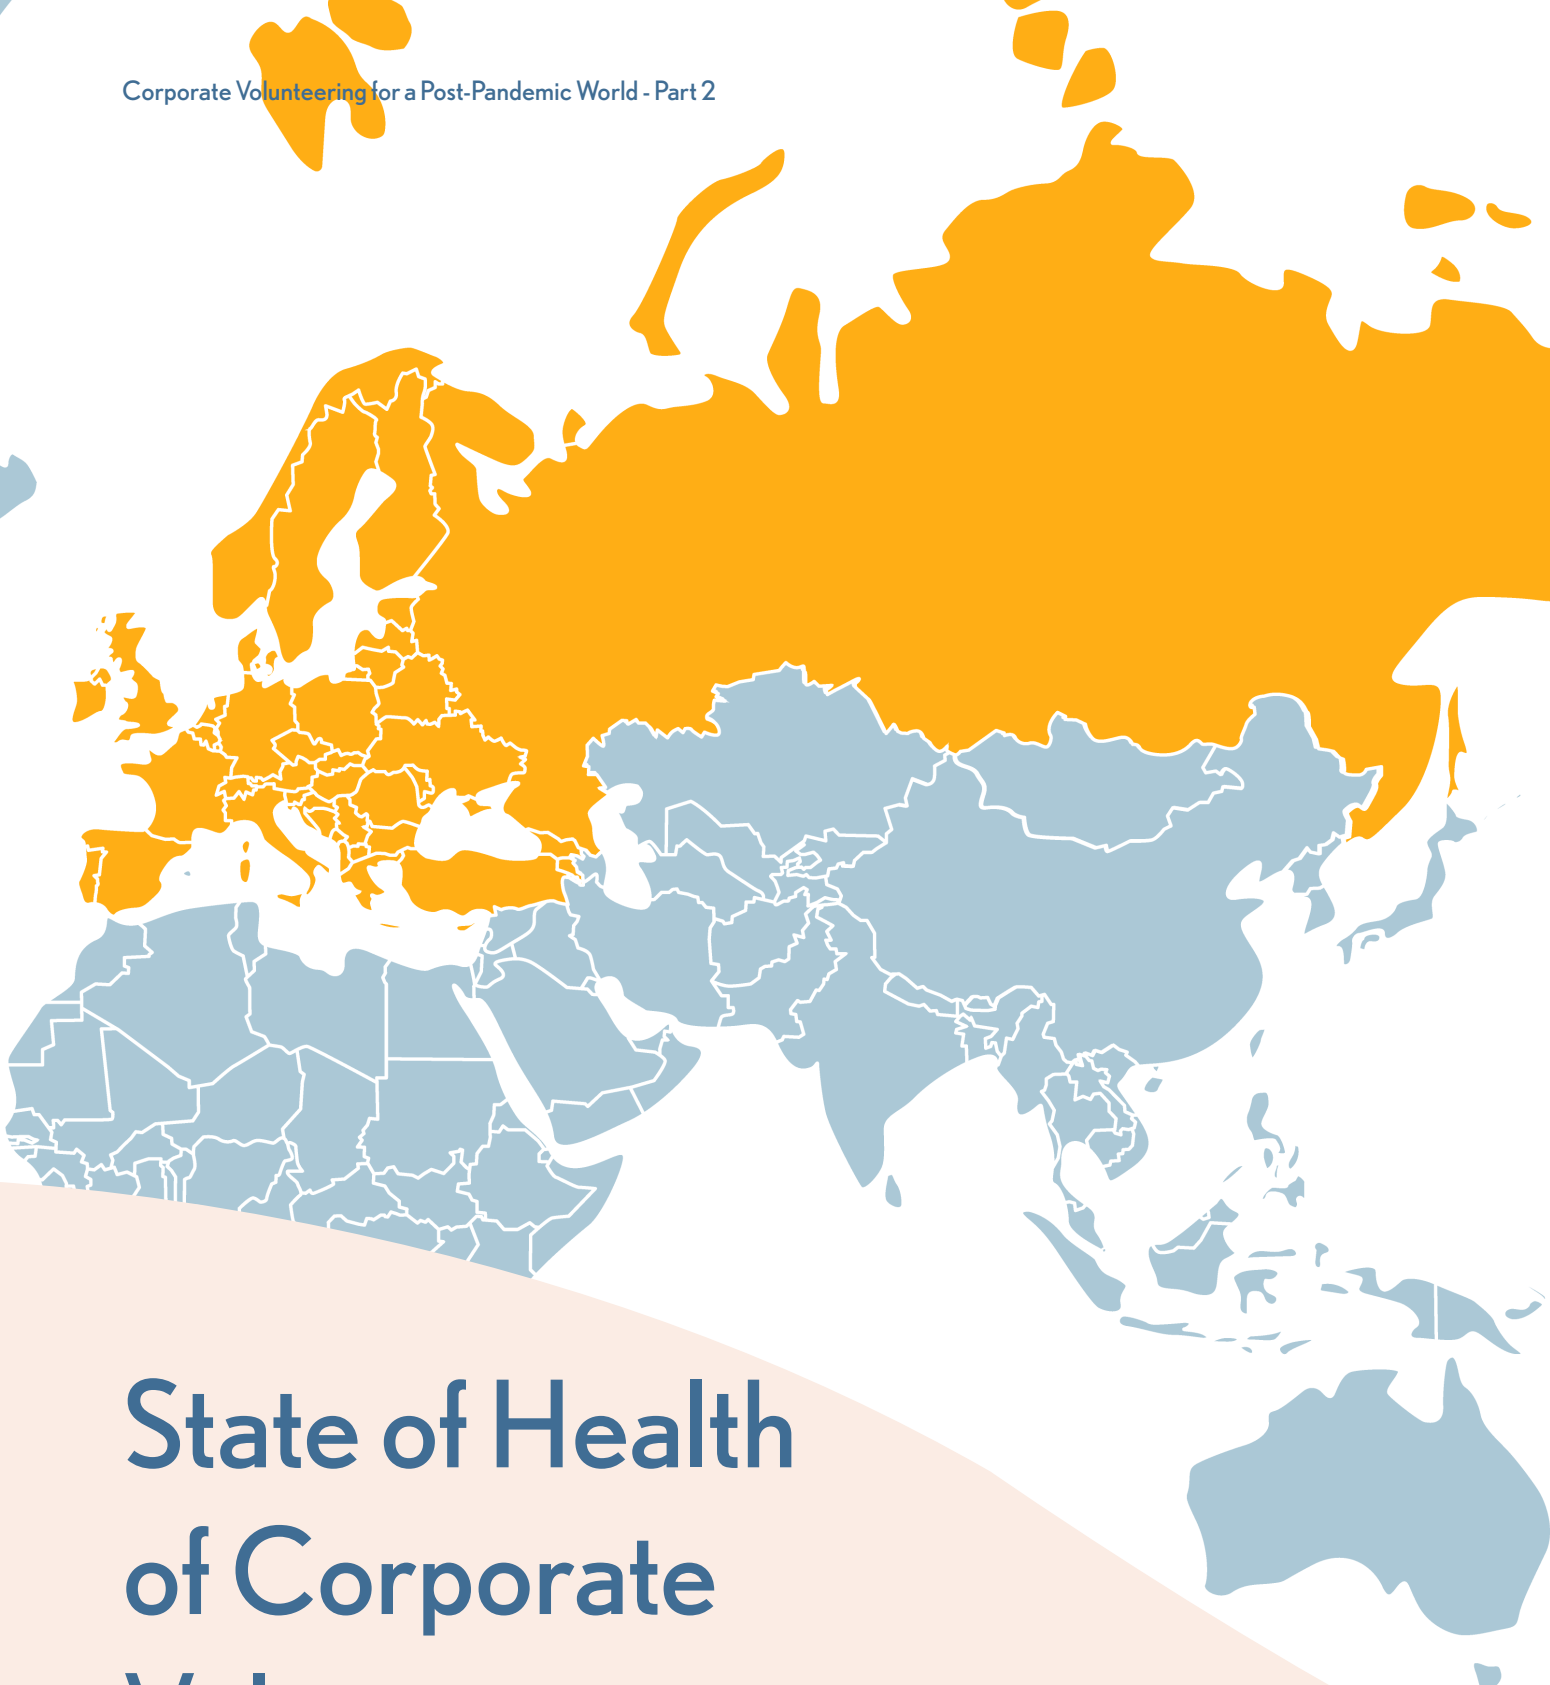 Corporate Volunteering for a Post-Pandemic World - Part 2
State of Health
of Corporate